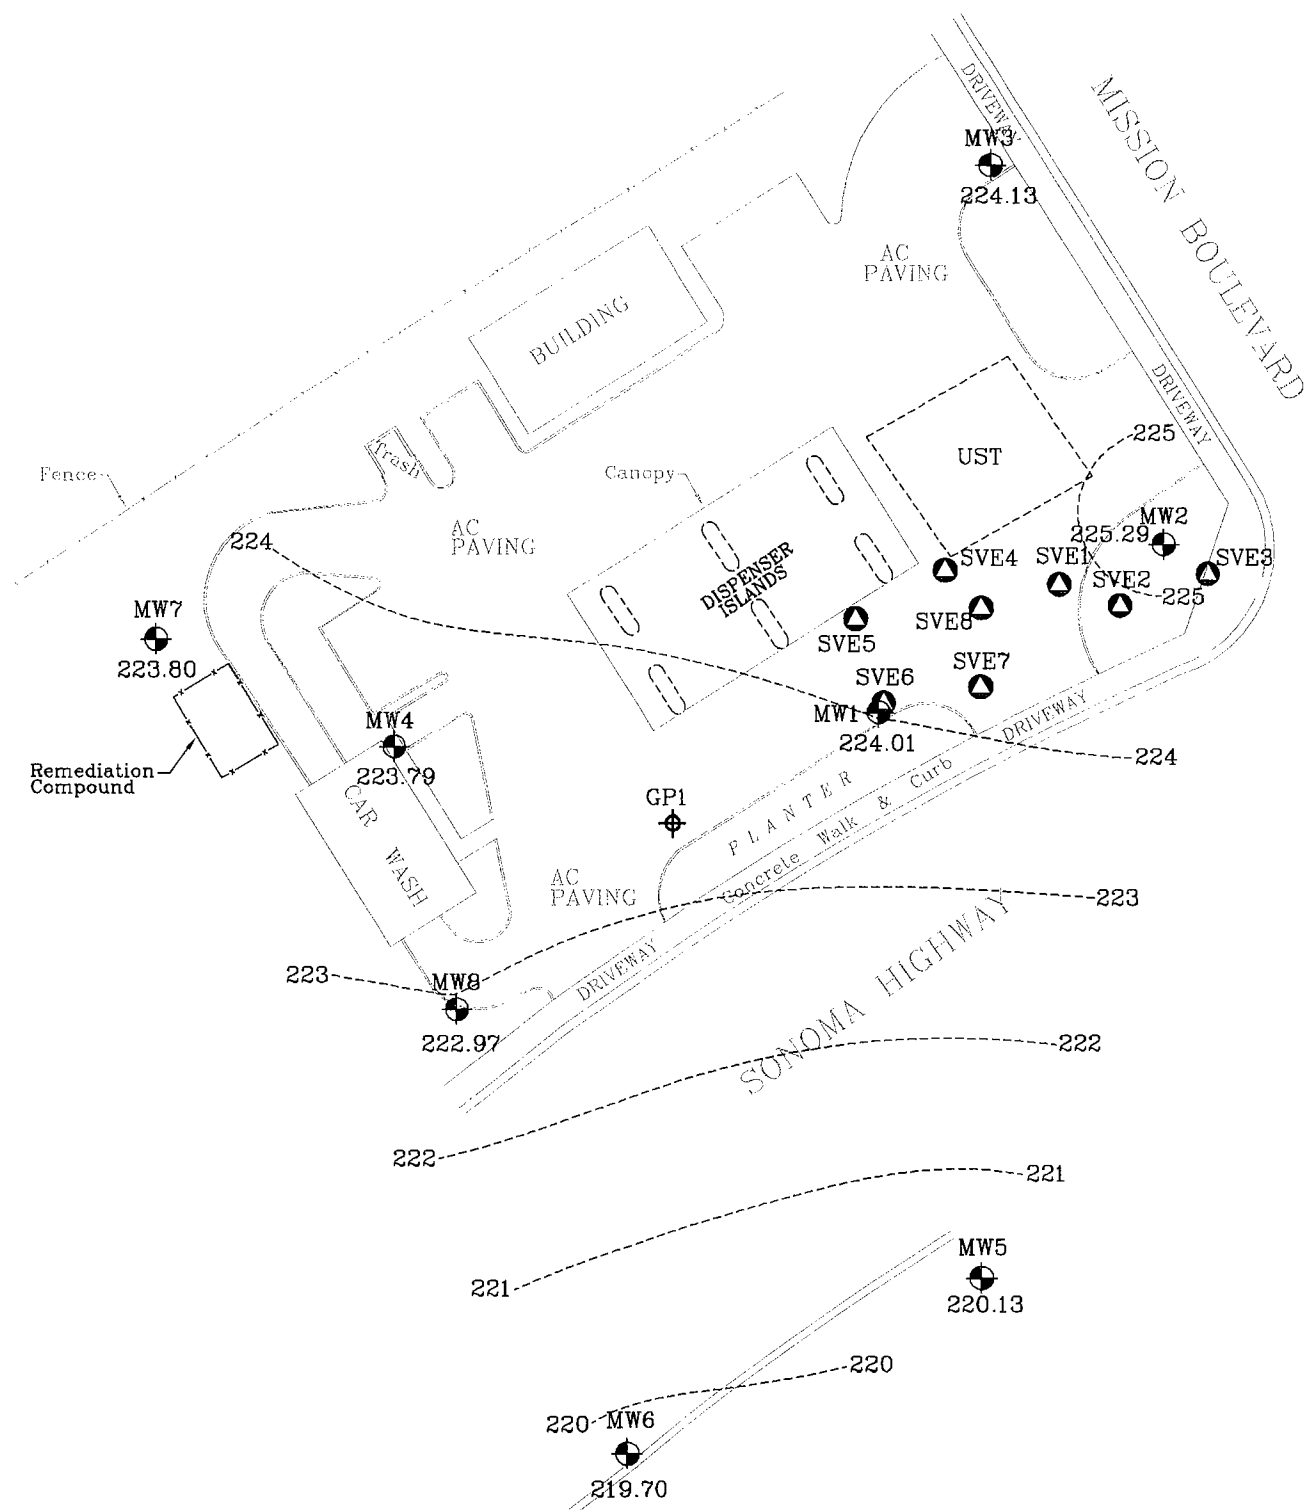 DRIVEWAY
MISSION BOULEVARD
MW3
224.13
AC
PAVING
BUILDING
DRIVEWAY
225
Trash
UST
Fence
Canopy
MW2
225.29
AC
PAVING
224
DISPENSER
ISLANDS
SVE4
SVE1
SVE3
SVE2
225
MW7
223.80
SVE8
SVE5
SVE7
SVE6
MW1
224.01
DRIVEWAY
224
MW4
223.79
Remediation
Compound
CAR WASH
GP1
PLANTER
Concrete Walk & Curb
AC
PAVING
223
SONOMA HIGHWAY
DRIVEWAY
223
MW8
222.97
222
222
221
221
MW5
220.13
220
220
MW6
219.70